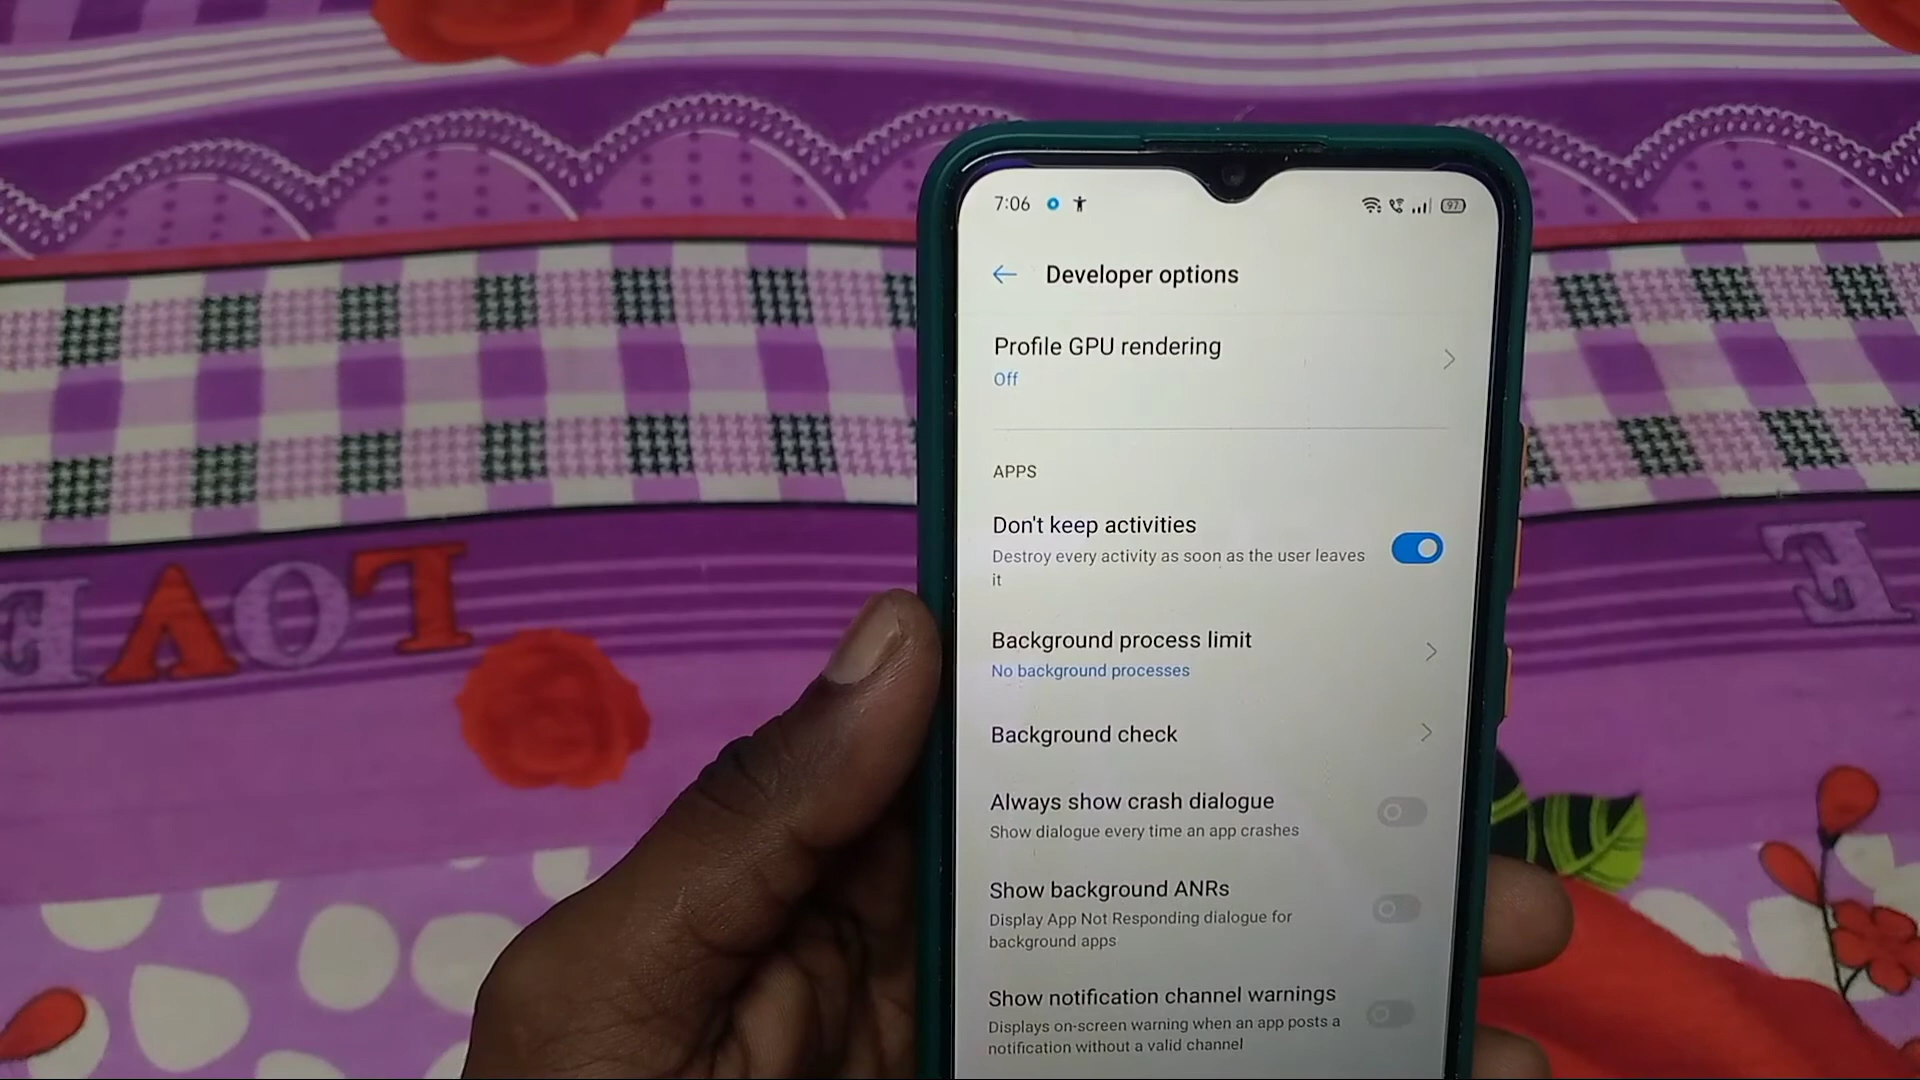 7:06
97
Developer options
Profile GPU rendering
Off
APPS
Don't keep activities
Destroy every activity as soon as the user leaves
it
Background process limit
No background processes
Background check
Always show crash dialogue
Show dialogue every time an app crashes
Show background ANRs
Display App Not Responding dialogue for
background apps
Show notification channel warnings
Displays on-screen warning when an app posts a
notification without a valid channel
LOVE
E